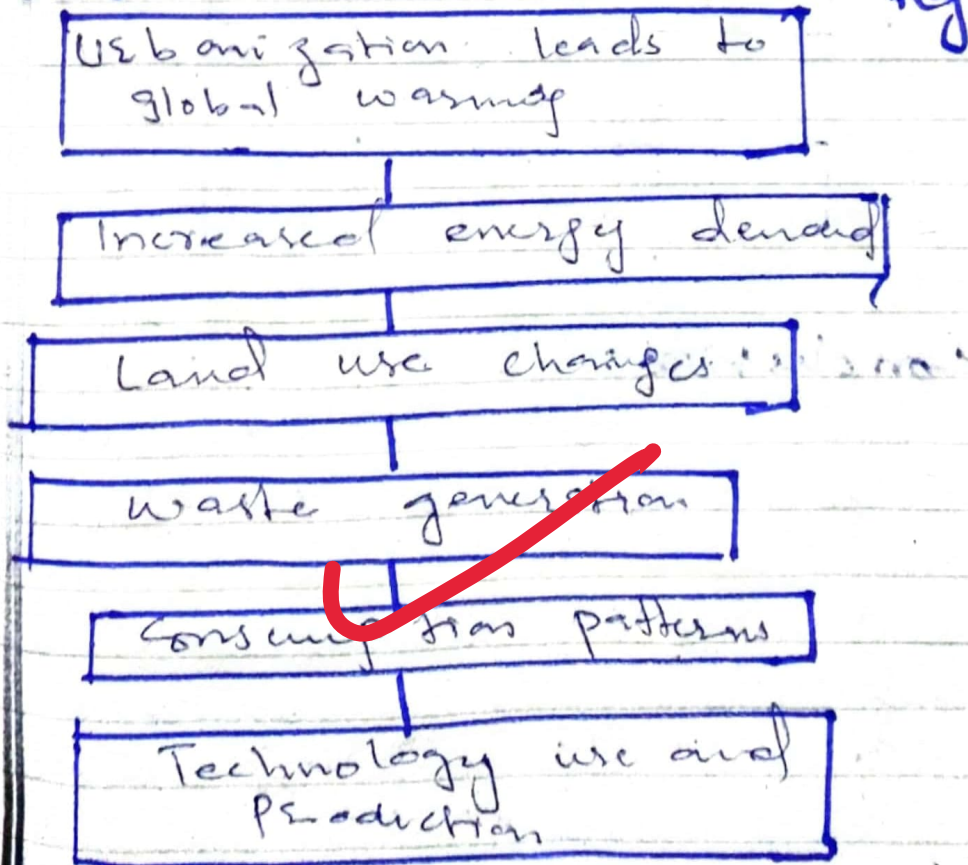 Urbanization leads to
global warming
Increased energy demand
Land use changes
waste generation
Consumption patterns
Technology use and
Production